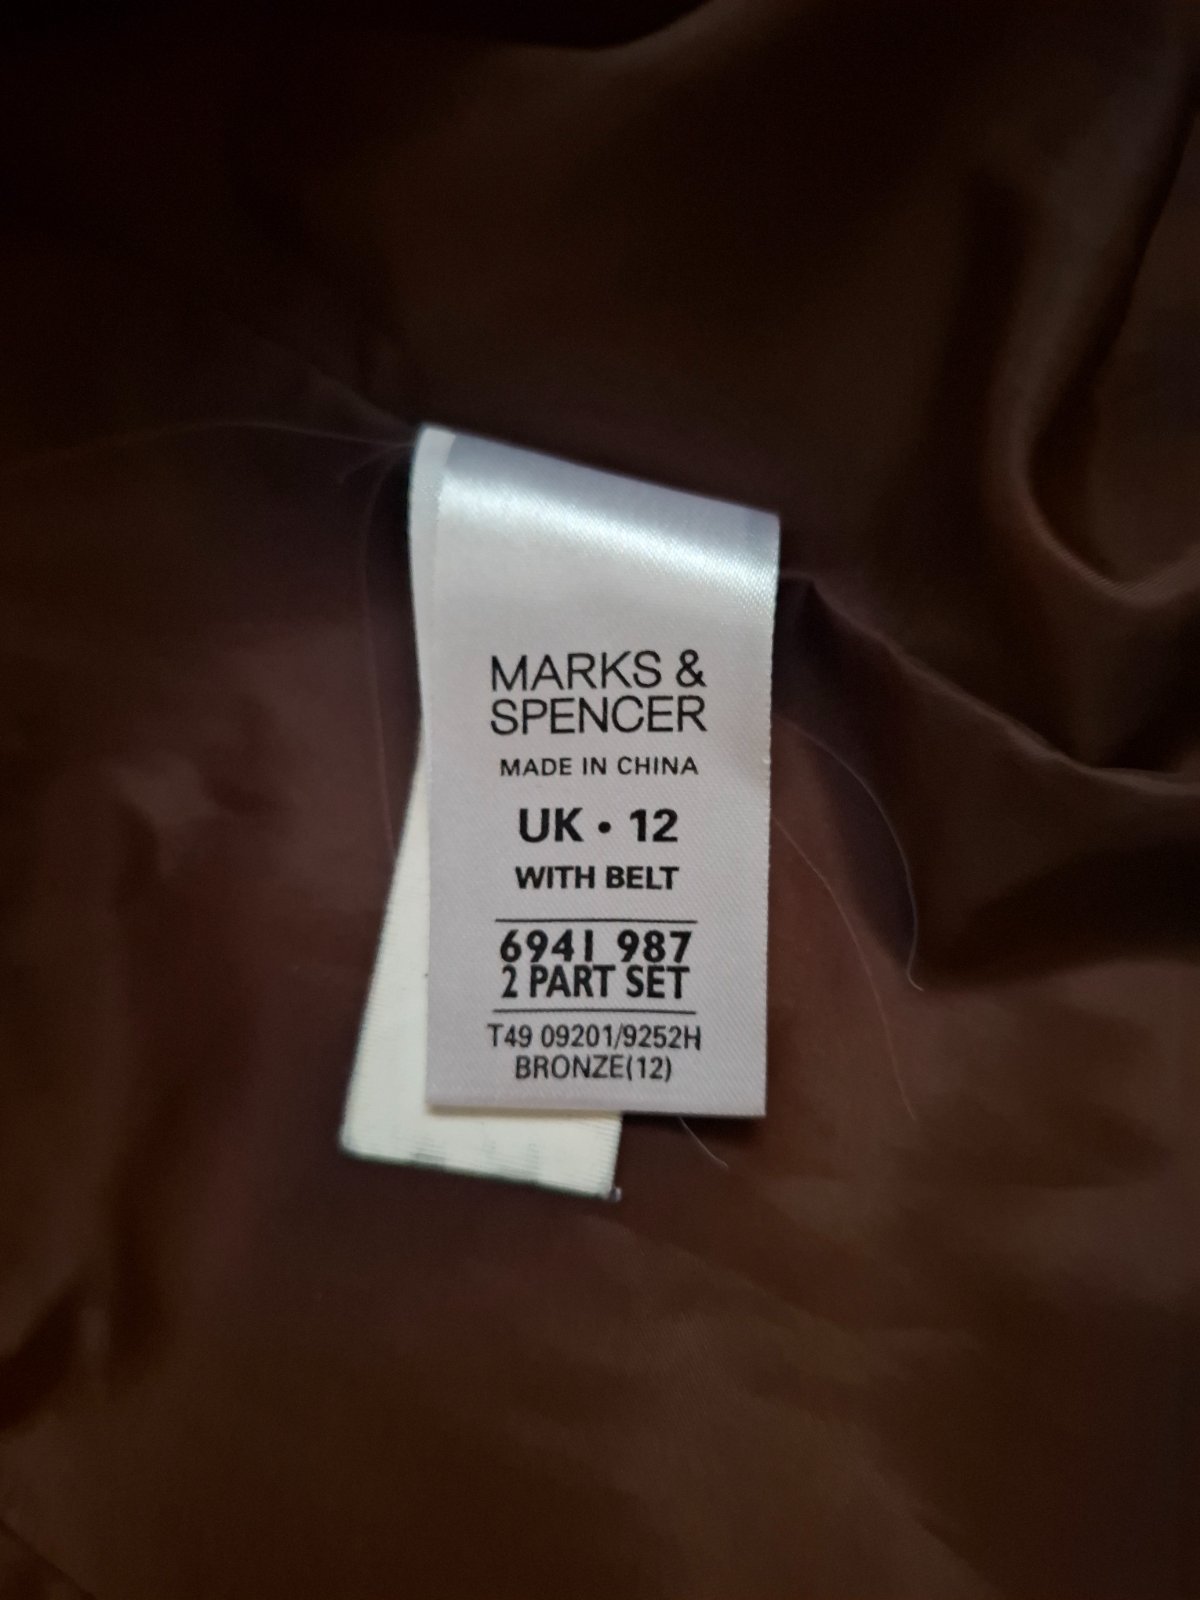 MARKS &
SPENCER
MADE IN CHINA
UK • 12
WITH BELT
6941 987
2 PART SET
T49 09201/9252H
BRONZE(12)